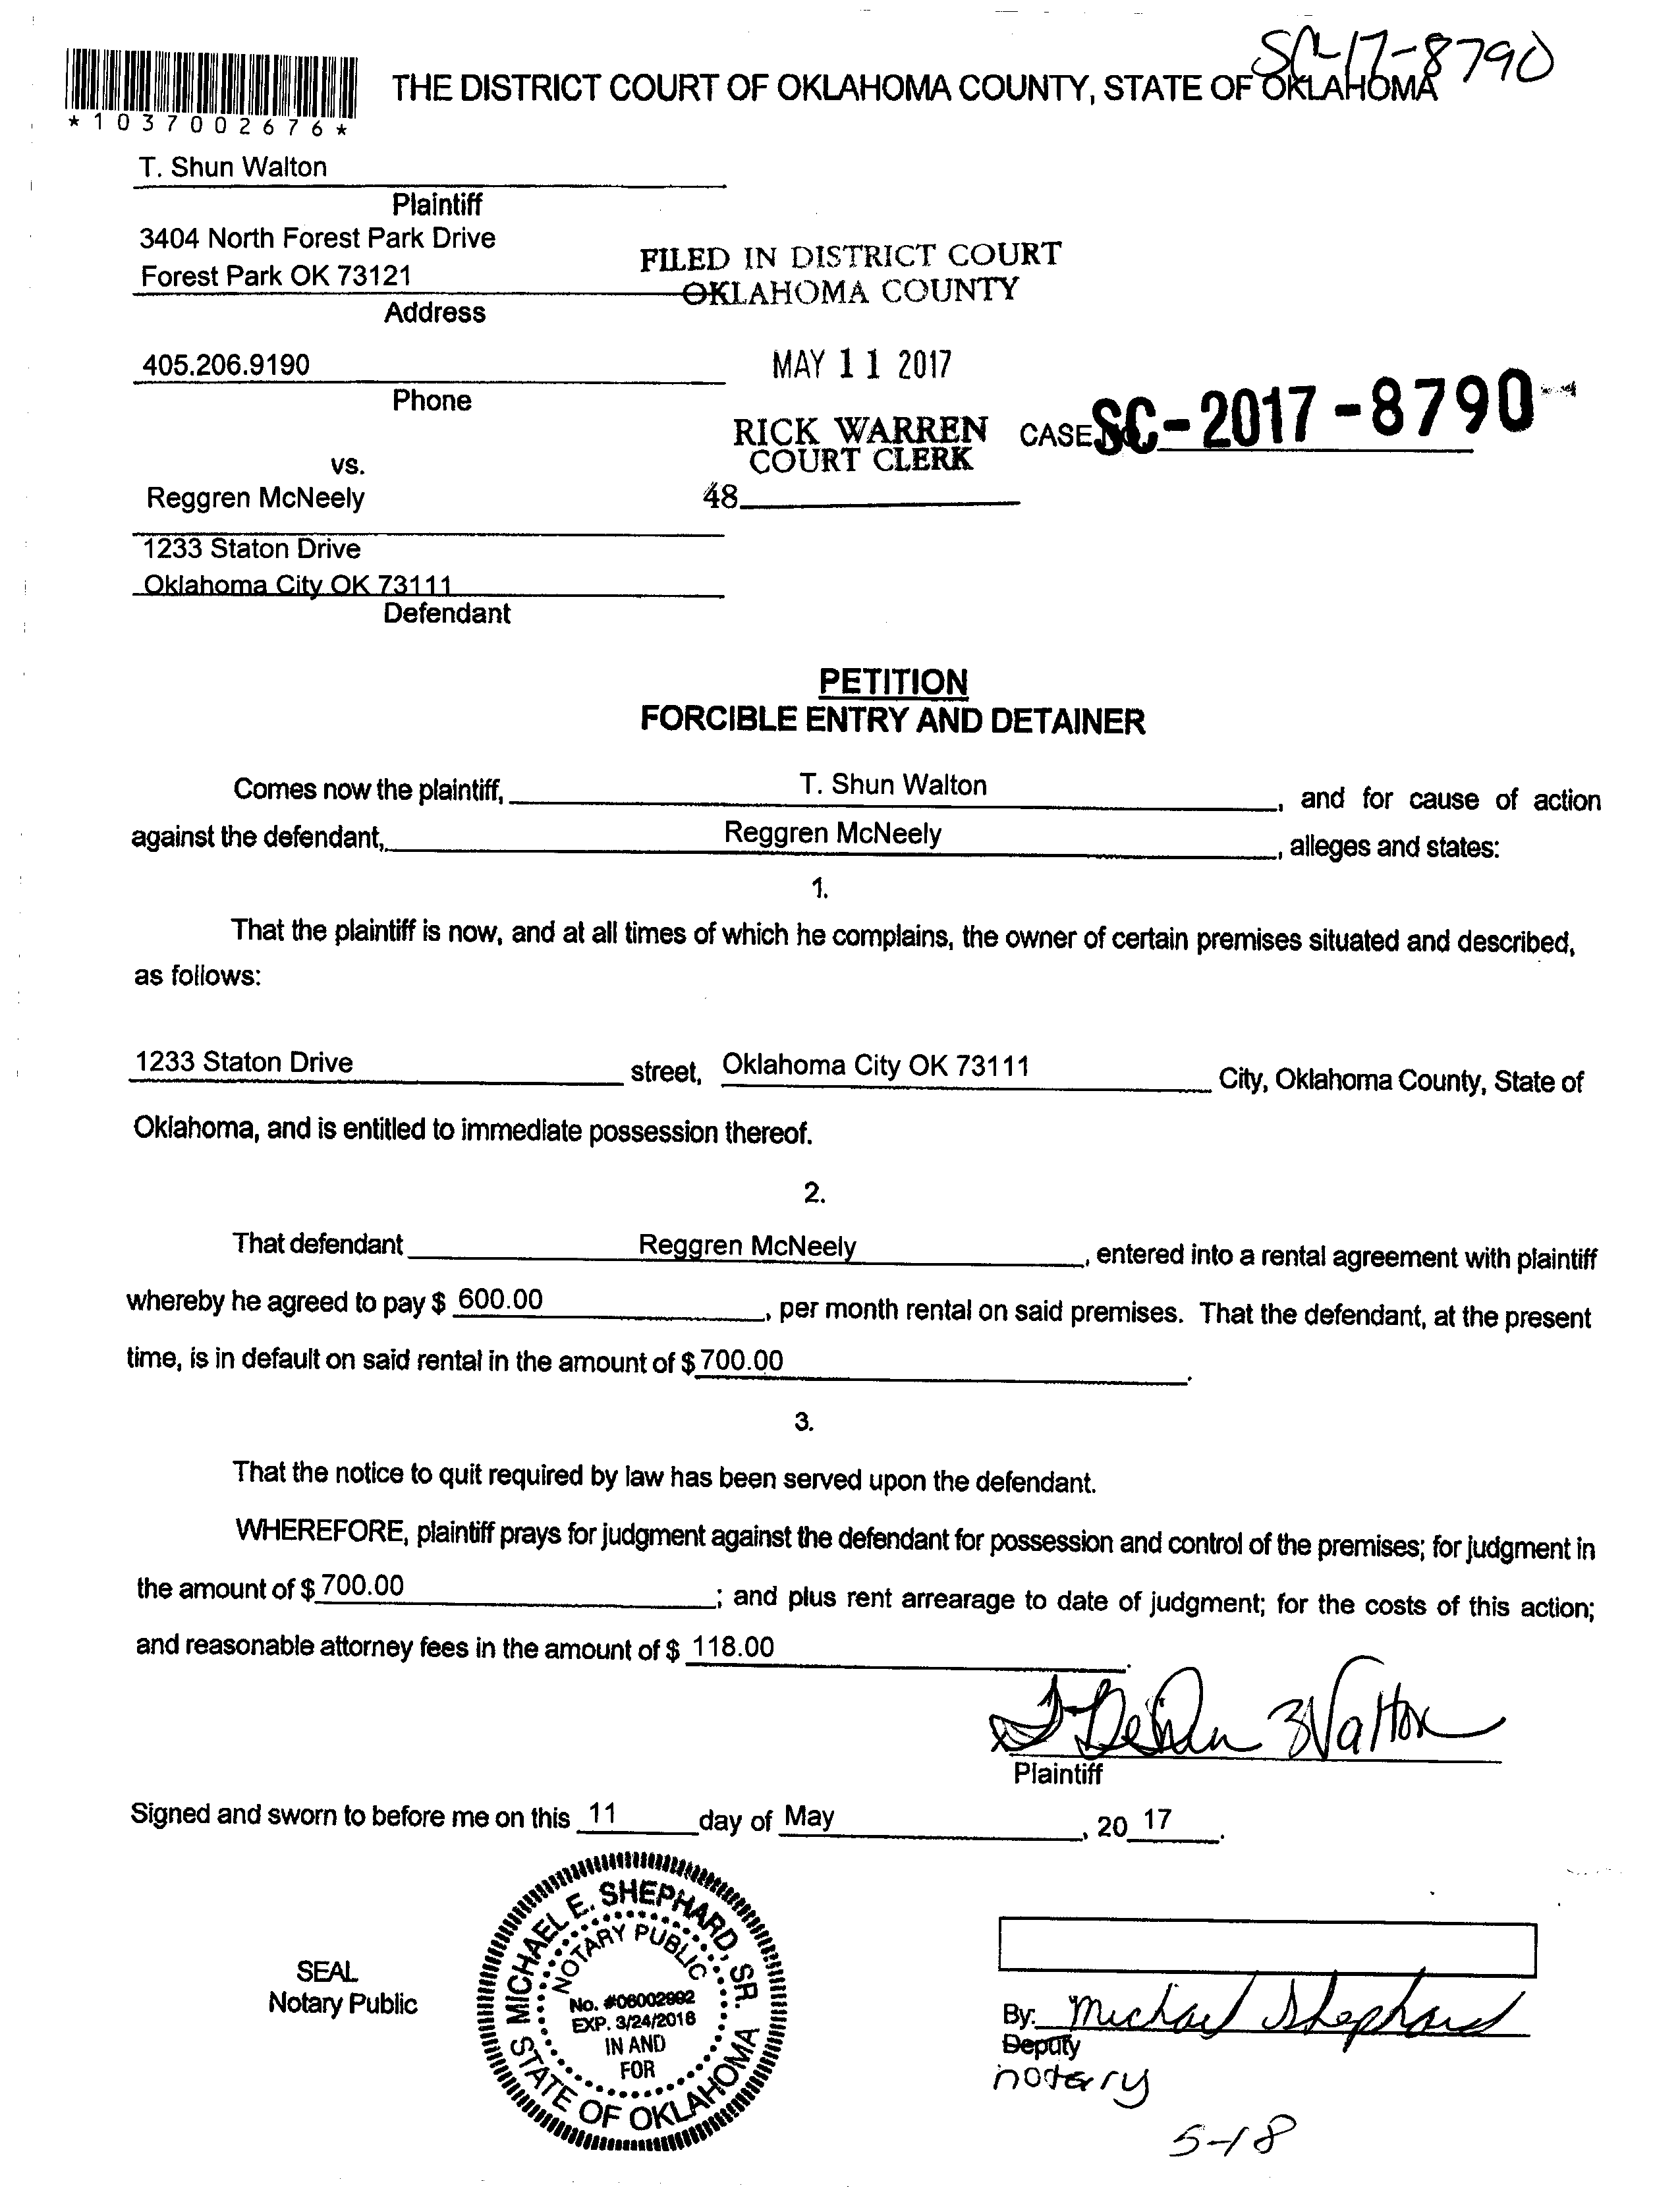 SC-17-8790
THE DISTRICT COURT OF OKLAHOMA COUNTY, STATE OF OKLAHOMA
*1037002676*
T. Shun Walton
Plaintiff
3404 North Forest Park Drive
Forest Park OK 73121
Address
FILED IN DISTRICT COURT
OKLAHOMA COUNTY
405.206.9190
Phone
MAY 11 2017
RICK WARREN
COURT CLERK
CASE SC-2017-8790
48
vs.
Reggren McNeely
1233 Staton Drive
Oklahoma City OK 73111
Defendant
PETITION
FORCIBLE ENTRY AND DETAINER
Comes now the plaintiff, T. Shun Walton, and for cause of action
against the defendant, Reggren McNeely, alleges and states:
1.
That the plaintiff is now, and at all times of which he complains, the owner of certain premises situated and described,
as follows:
1233 Staton Drive street, Oklahoma City OK 73111 City, Oklahoma County, State of
Oklahoma, and is entitled to immediate possession thereof.
2.
That defendant Reggren McNeely, entered into a rental agreement with plaintiff
whereby he agreed to pay $ 600.00, per month rental on said premises. That the defendant, at the present
time, is in default on said rental in the amount of $ 700.00.
3.
That the notice to quit required by law has been served upon the defendant.
WHEREFORE, plaintiff prays for judgment against the defendant for possession and control of the premises; for judgment in
the amount of $ 700.00; and plus rent arrearage to date of judgment; for the costs of this action;
and reasonable attorney fees in the amount of $ 118.00.
Walton
Plaintiff
Signed and sworn to before me on this 11 day of May, 20 17.
SEAL
Notary Public
MICHAEL E. SHEPHARD, SR.
NOTARY PUBLIC
No. #06002992
EXP. 3/24/2018
IN AND
FOR
STATE OF OKLAHOMA
By: Michael Shephard
Deputy
notary
5-18